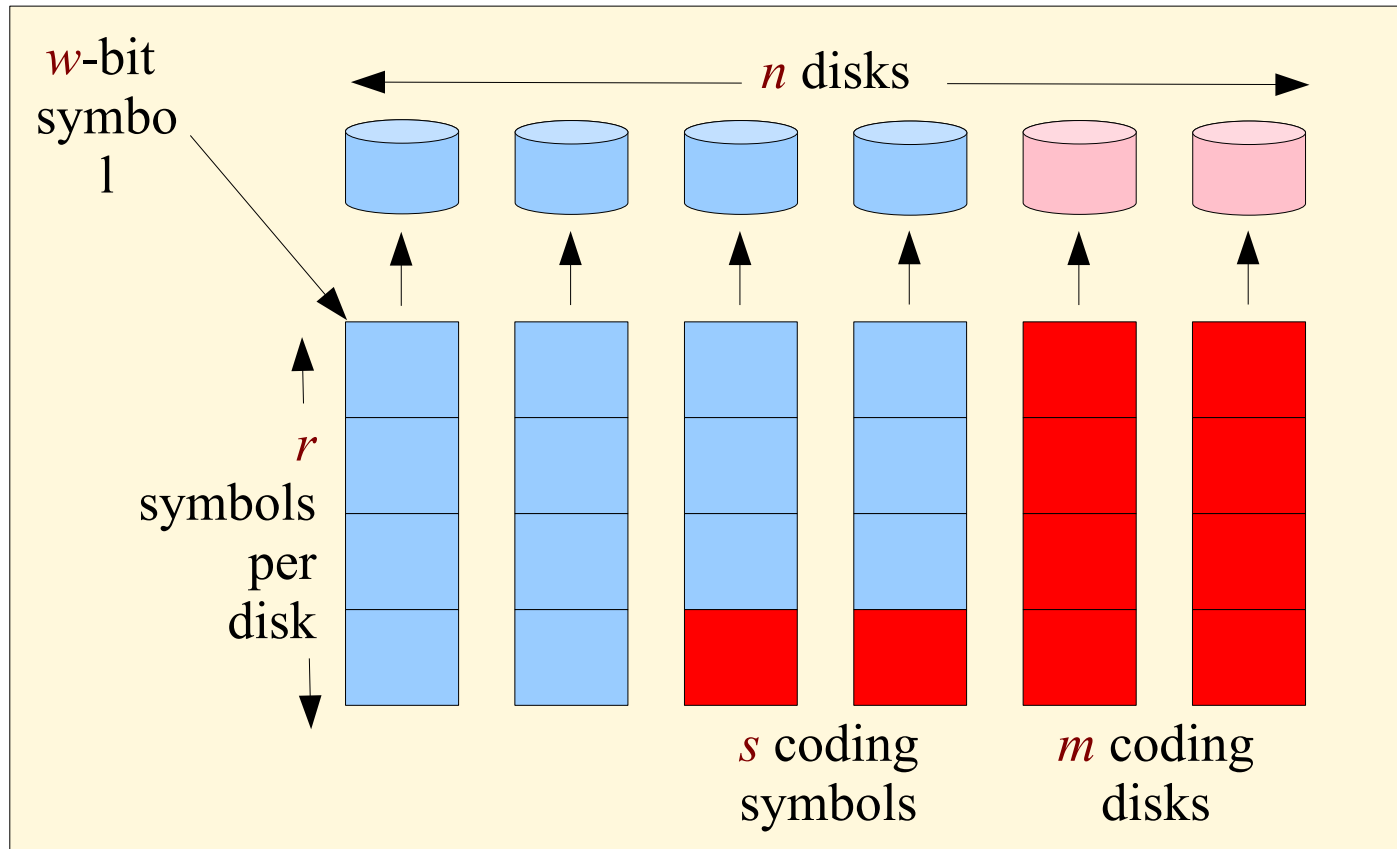 w-bit
symbo
l
n disks
r
symbols
per
disk
s coding
symbols
m coding
disks